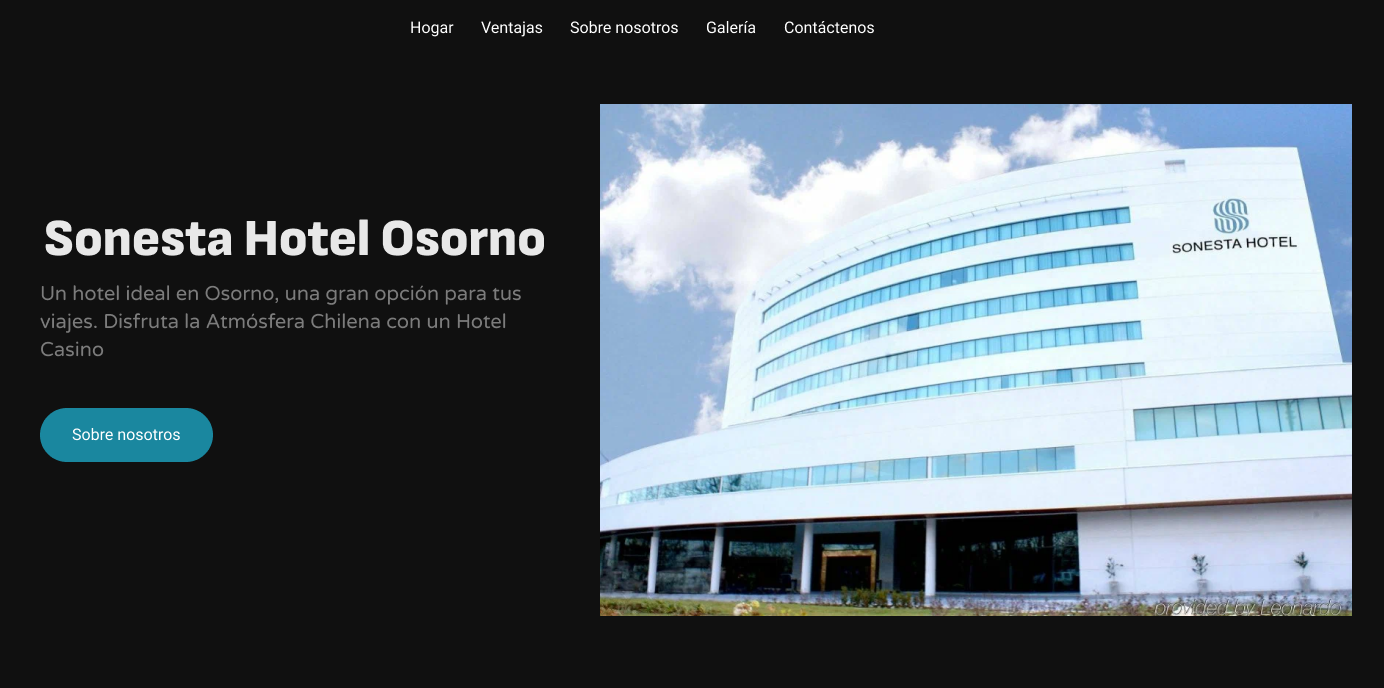 Hogar Ventajas Sobre nosotros Galería Contáctenos
Sonesta Hotel Osorno
Un hotel ideal en Osorno, una gran opción para tus
viajes. Disfruta la Atmósfera Chilena con un Hotel
Casino
Sobre nosotros
SONESTA HOTEL
provided by Leonardo